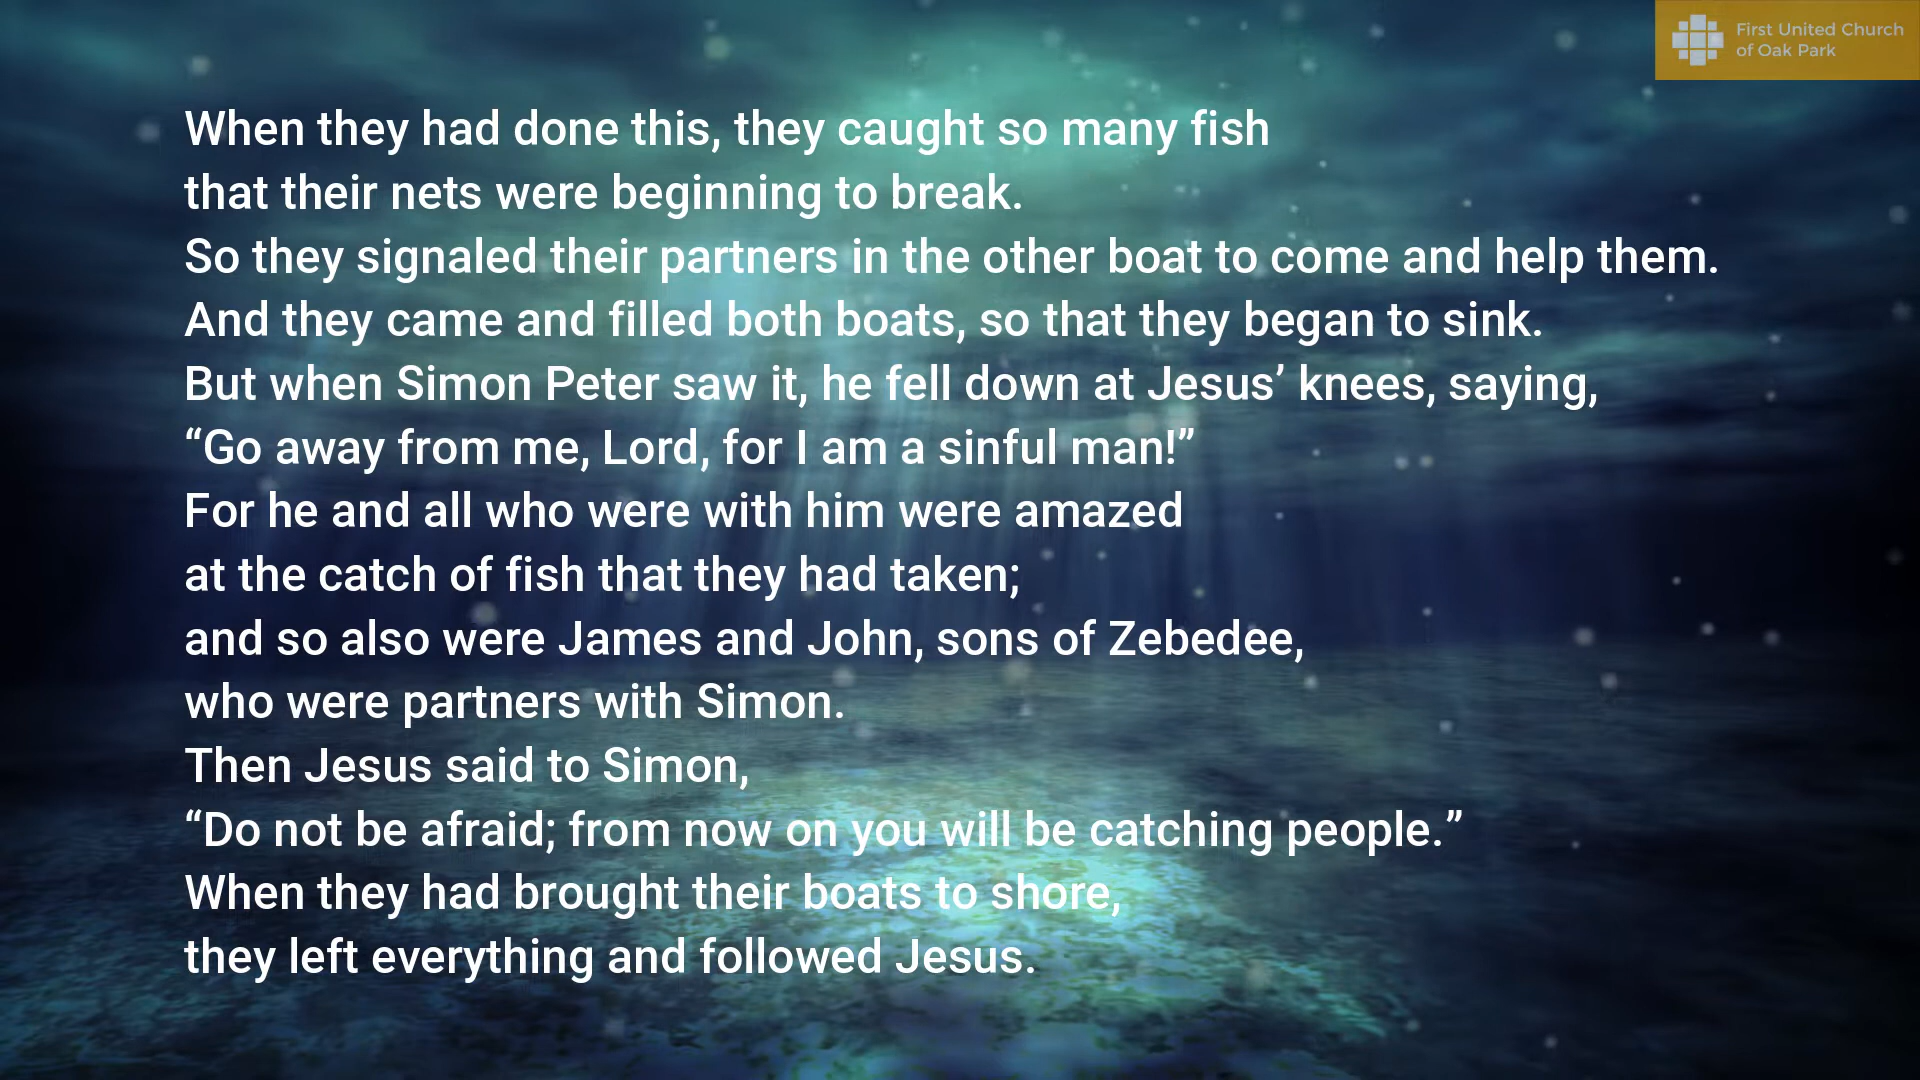 First United Church
of Oak Park
When they had done this, they caught so many fish
that their nets were beginning to break.
So they signaled their partners in the other boat to come and help them.
And they came and filled both boats, so that they began to sink.
But when Simon Peter saw it, he fell down at Jesus’ knees, saying,
“Go away from me, Lord, for I am a sinful man!”
For he and all who were with him were amazed
at the catch of fish that they had taken;
and so also were James and John, sons of Zebedee,
who were partners with Simon.
Then Jesus said to Simon,
“Do not be afraid; from now on you will be catching people.”
When they had brought their boats to shore,
they left everything and followed Jesus.